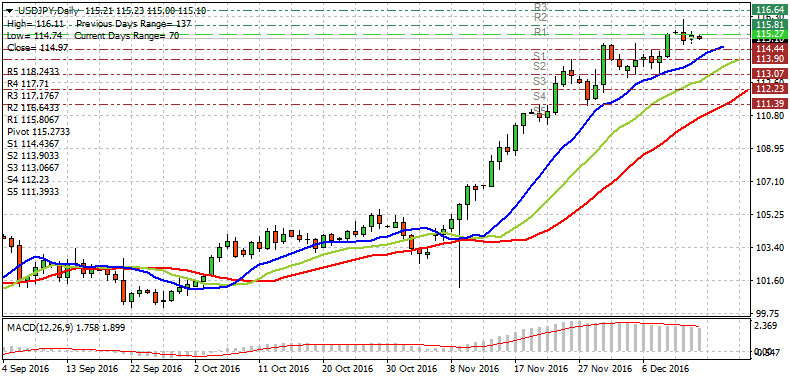 USDJPY,Daily 115.21 115.23 115.00 115.10
High= 116.11 Previous Days Range= 137
Low= 114.74 Current Days Range= 70
Close= 114.97
R5 118.2433
R4 117.71
R3 117.1767
R2 116.6433
R1 115.8067
Pivot 115.2733
S1 114.4367
S2 113.9033
S3 113.0667
S4 112.23
S5 111.3933
R3
R2
R1
S1
S2
S3
S4
S5
116.64
115.81
115.27
114.44
113.90
113.07
112.23
111.39
110.80
108.95
107.10
105.25
103.40
101.60
99.75
MACD(12,26,9) 1.758 1.899
2.369
4 Sep 2016 13 Sep 2016 22 Sep 2016 2 Oct 2016 11 Oct 2016 20 Oct 2016 30 Oct 2016 8 Nov 2016 17 Nov 2016 27 Nov 2016 6 Dec 2016